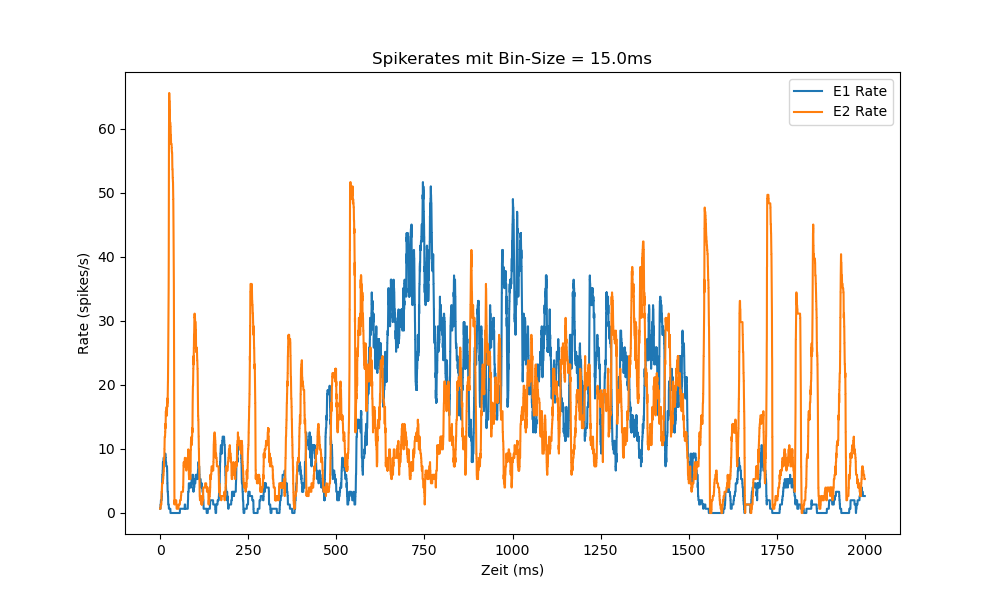 Spikerates mit Bin-Size = 15.0ms
E1 Rate
E2 Rate
60
50
40
30
20
10
0
Rate (spikes/s)
0 250 500 750 1000 1250 1500 1750 2000
Zeit (ms)